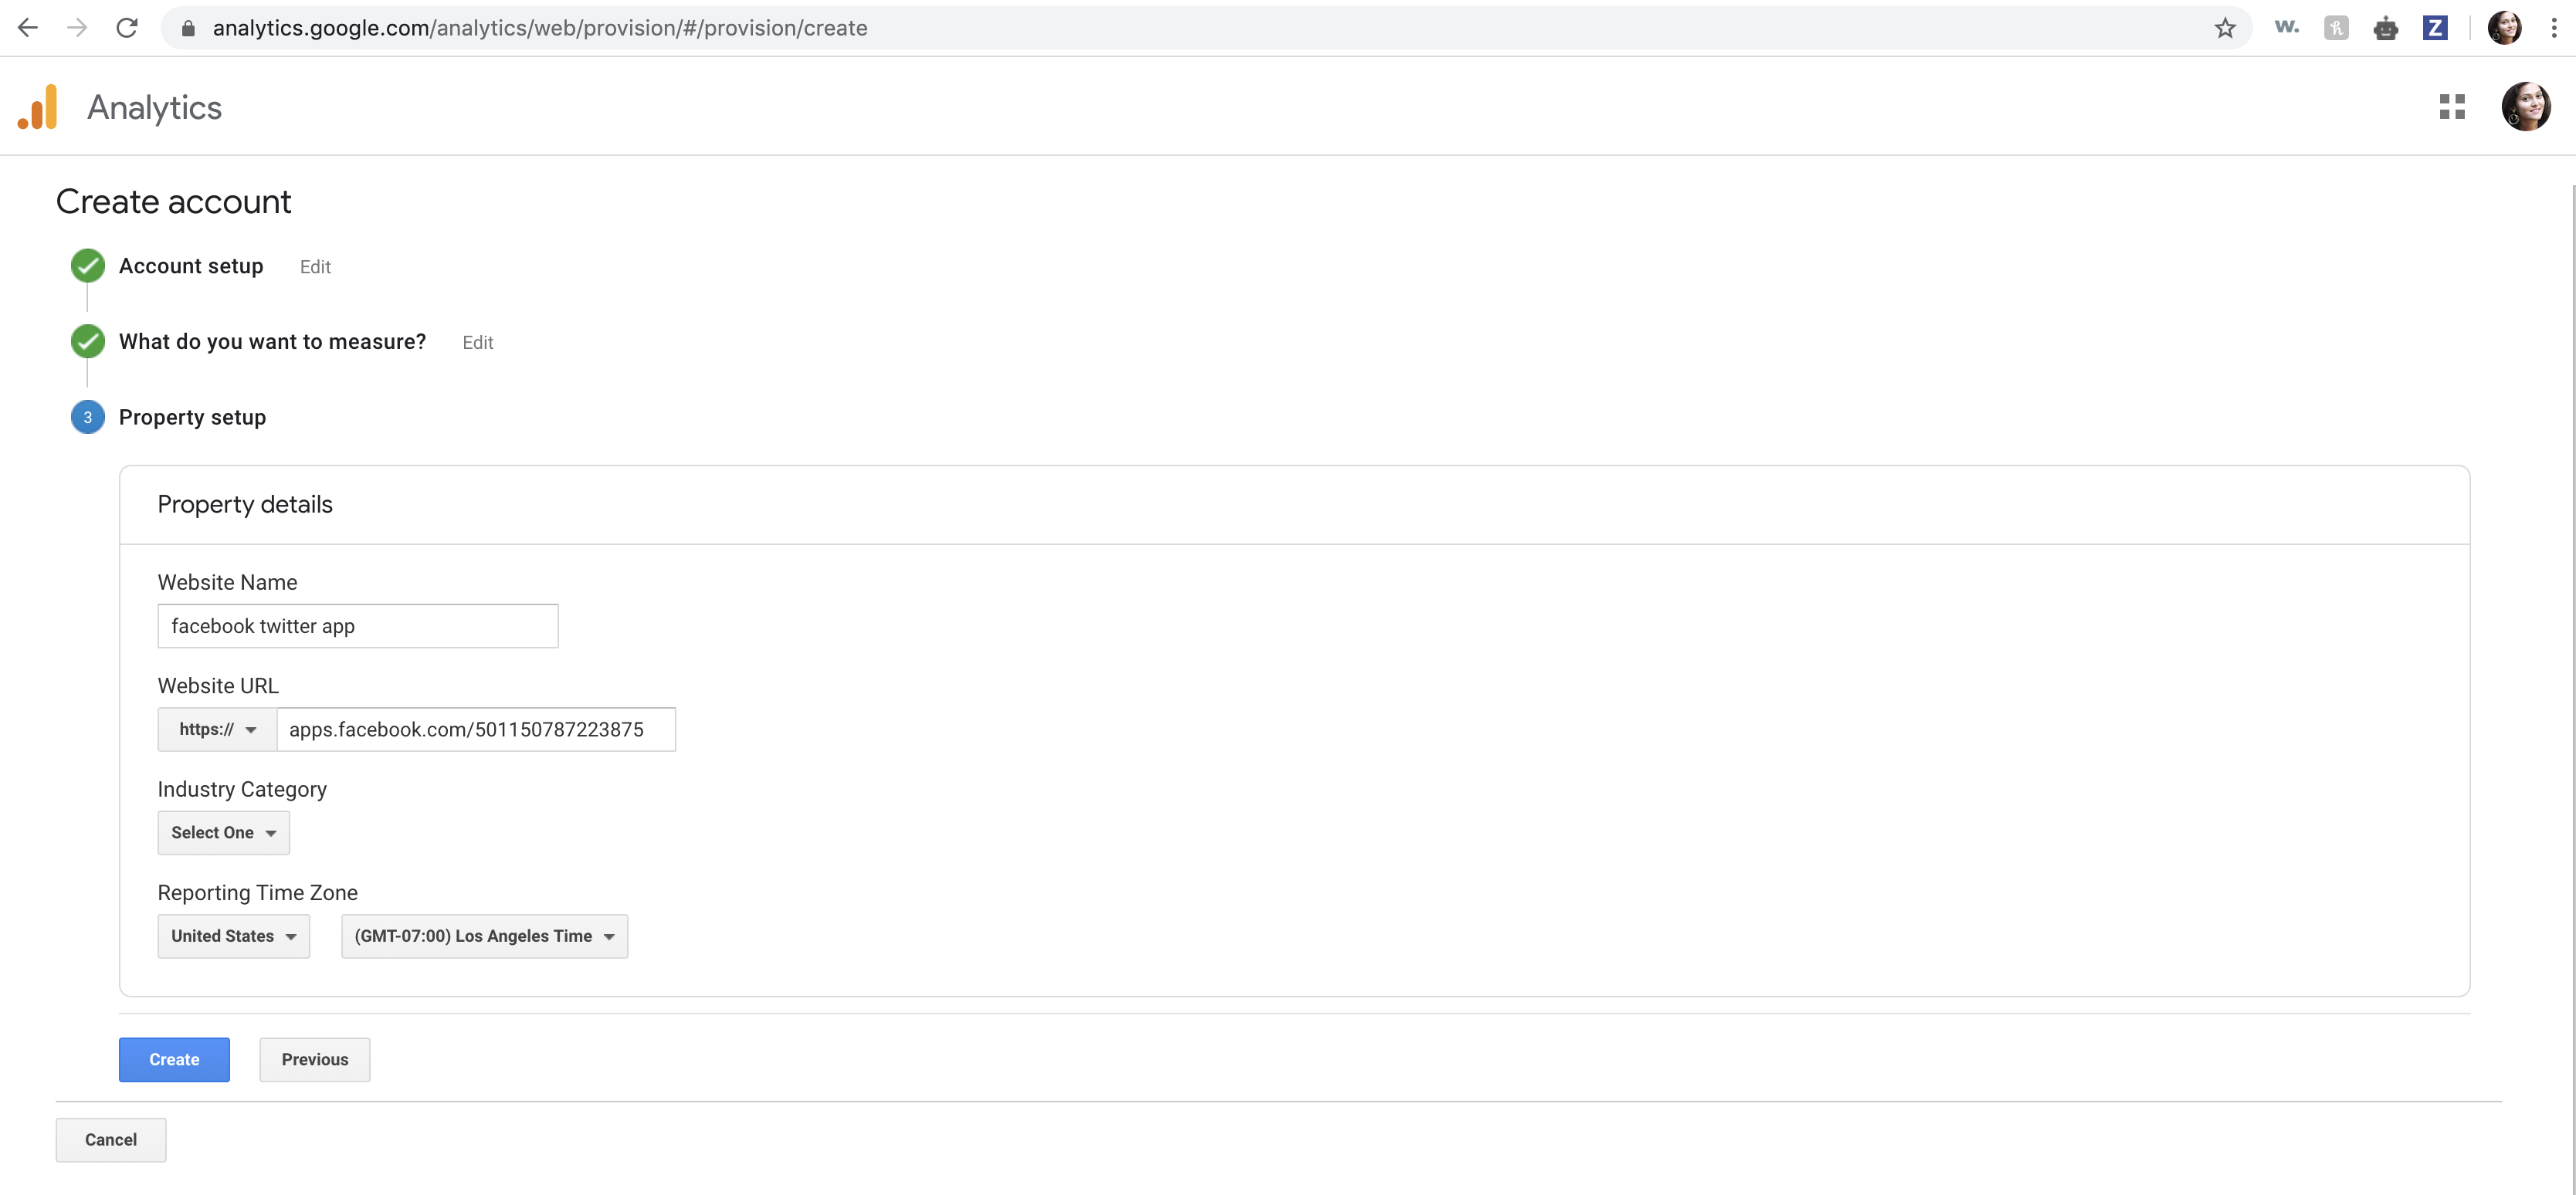 analytics.google.com/analytics/web/provision/#/provision/create
w. h Z
Analytics
Create account
Account setup Edit
What do you want to measure? Edit
3 Property setup
Property details
Website Name
facebook twitter app
Website URL
https:// apps.facebook.com/501150787223875
Industry Category
Select One
Reporting Time Zone
United States (GMT-07:00) Los Angeles Time
Create Previous
Cancel